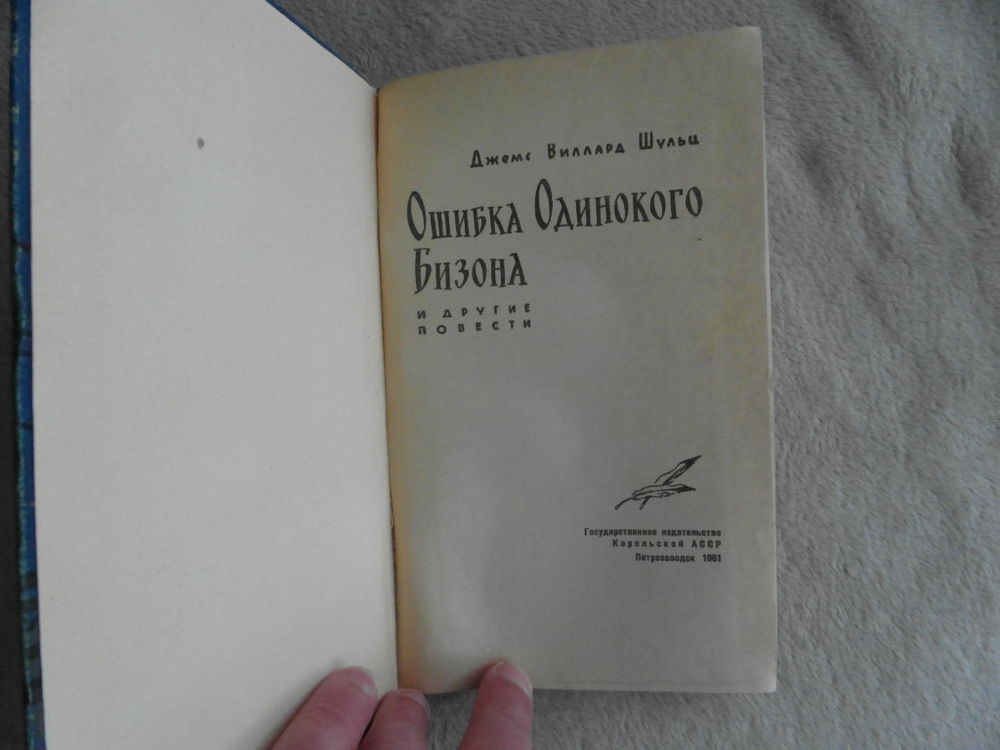 Джемс Виллард Шульц
Ошибка Одинокого
Бизона
и другие
повести
Государственное издательство
Карельской АССР
Петрозаводск 1961